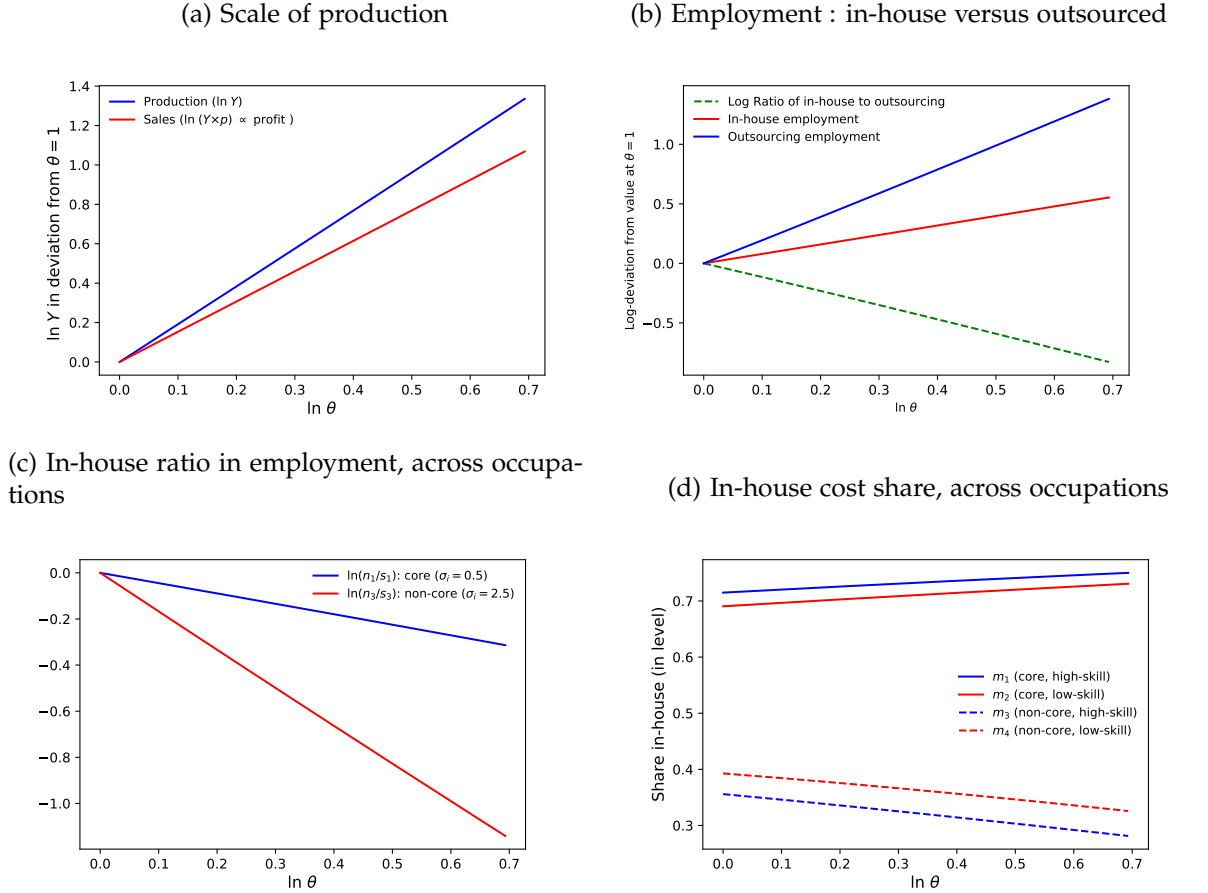 (a) Scale of production
1.4
1.2
1.0
0.8
0.6
0.4
0.2
0.0
ln Y in deviation from θ = 1
Production (ln Y)
Sales (ln (Y×p) ∝ profit )
0.0 0.1 0.2 0.3 0.4 0.5 0.6 0.7
ln θ
(b) Employment : in-house versus outsourced
1.0
0.5
0.0
−0.5
Log-deviation from value at θ = 1
Log Ratio of in-house to outsourcing
In-house employment
Outsourcing employment
0.0 0.1 0.2 0.3 0.4 0.5 0.6 0.7
ln θ
(c) In-house ratio in employment, across occupa-
tions
0.0
−0.2
−0.4
−0.6
−0.8
−1.0
ln(n₁/s₁): core (σᵢ = 0.5)
ln(n₃/s₃): non-core (σᵢ = 2.5)
0.0 0.1 0.2 0.3 0.4 0.5 0.6 0.7
ln θ
(d) In-house cost share, across occupations
0.7
0.6
0.5
0.4
0.3
Share in-house (in level)
m₁ (core, high-skill)
m₂ (core, low-skill)
m₃ (non-core, high-skill)
m₄ (non-core, low-skill)
0.0 0.1 0.2 0.3 0.4 0.5 0.6 0.7
ln θ